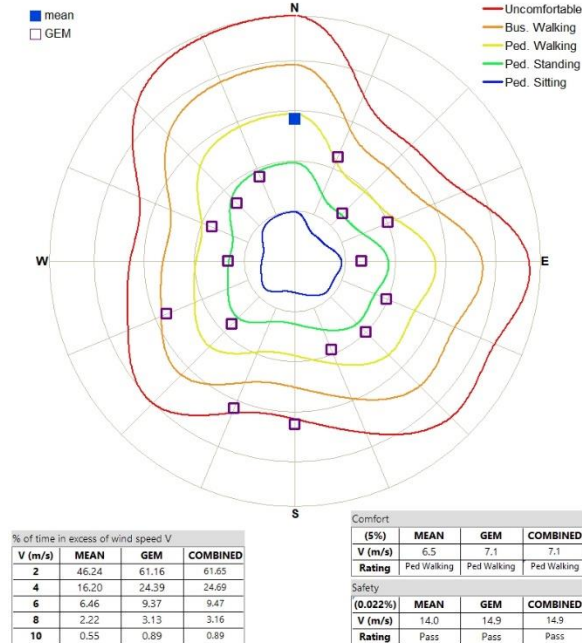 mean
GEM
N
Uncomfortable
Bus. Walking
Ped. Walking
Ped. Standing
Ped. Sitting
W
E
S
% of time in excess of wind speed V
V (m/s) MEAN GEM COMBINED
2 46.24 61.16 61.65
4 16.20 24.39 24.69
6 6.46 9.37 9.47
8 2.22 3.13 3.16
10 0.55 0.89 0.89
Comfort
(5%) MEAN GEM COMBINED
V (m/s) 6.5 7.1 7.1
Rating Ped Walking Ped Walking Ped Walking
Safety
(0.022%) MEAN GEM COMBINED
V (m/s) 14.0 14.9 14.9
Rating Pass Pass Pass